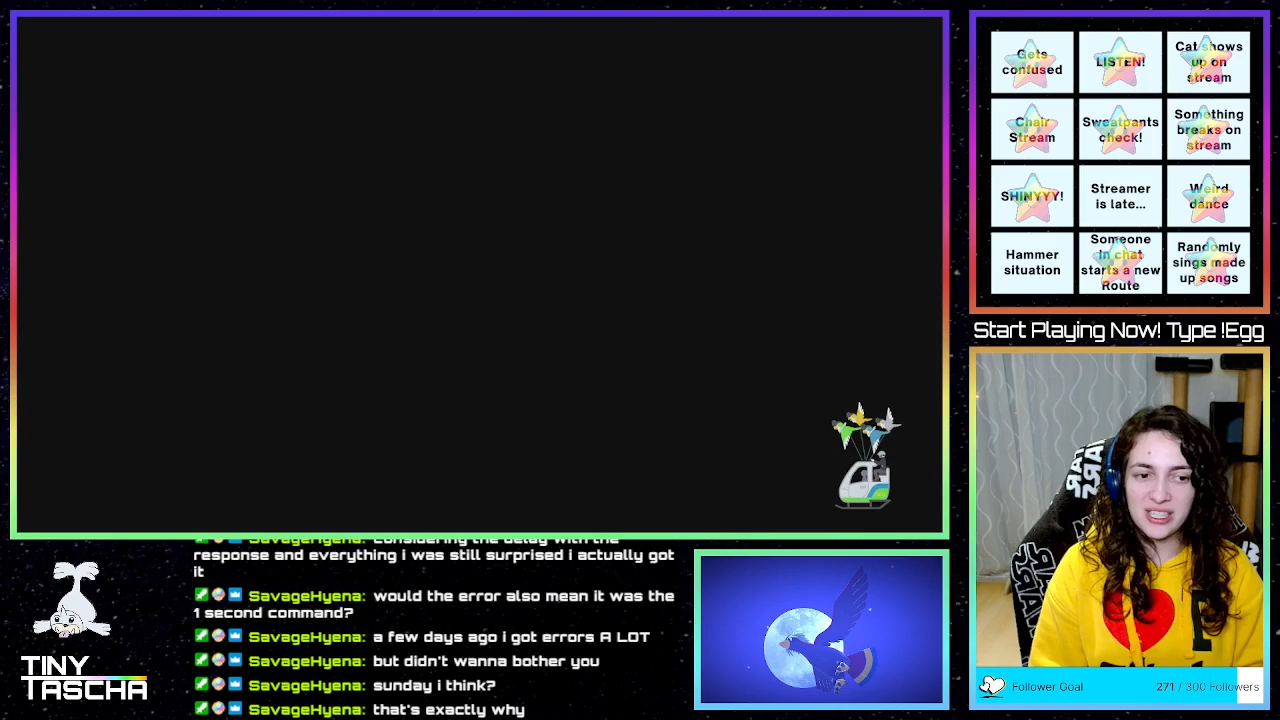 Gets
confused
LISTEN!
Cat shows
up on
stream
Chair
Stream
Sweatpants
check!
Something
breaks on
stream
SHINYYY!
Streamer
is late...
Weird
dance
Hammer
situation
Someone
in chat
starts a new
Route
Randomly
sings made
up songs
Start Playing Now! Type !Egg
SavageHyena: considering the delay with the
response and everything i was still surprised i actually got
it
SavageHyena: would the error also mean it was the
1 second command?
SavageHyena: a few days ago i got errors A LOT
SavageHyena: but didn't wanna bother you
SavageHyena: sunday i think?
SavageHyena: that's exactly why
TINY
TASCHA
Follower Goal
271 / 300 Followers